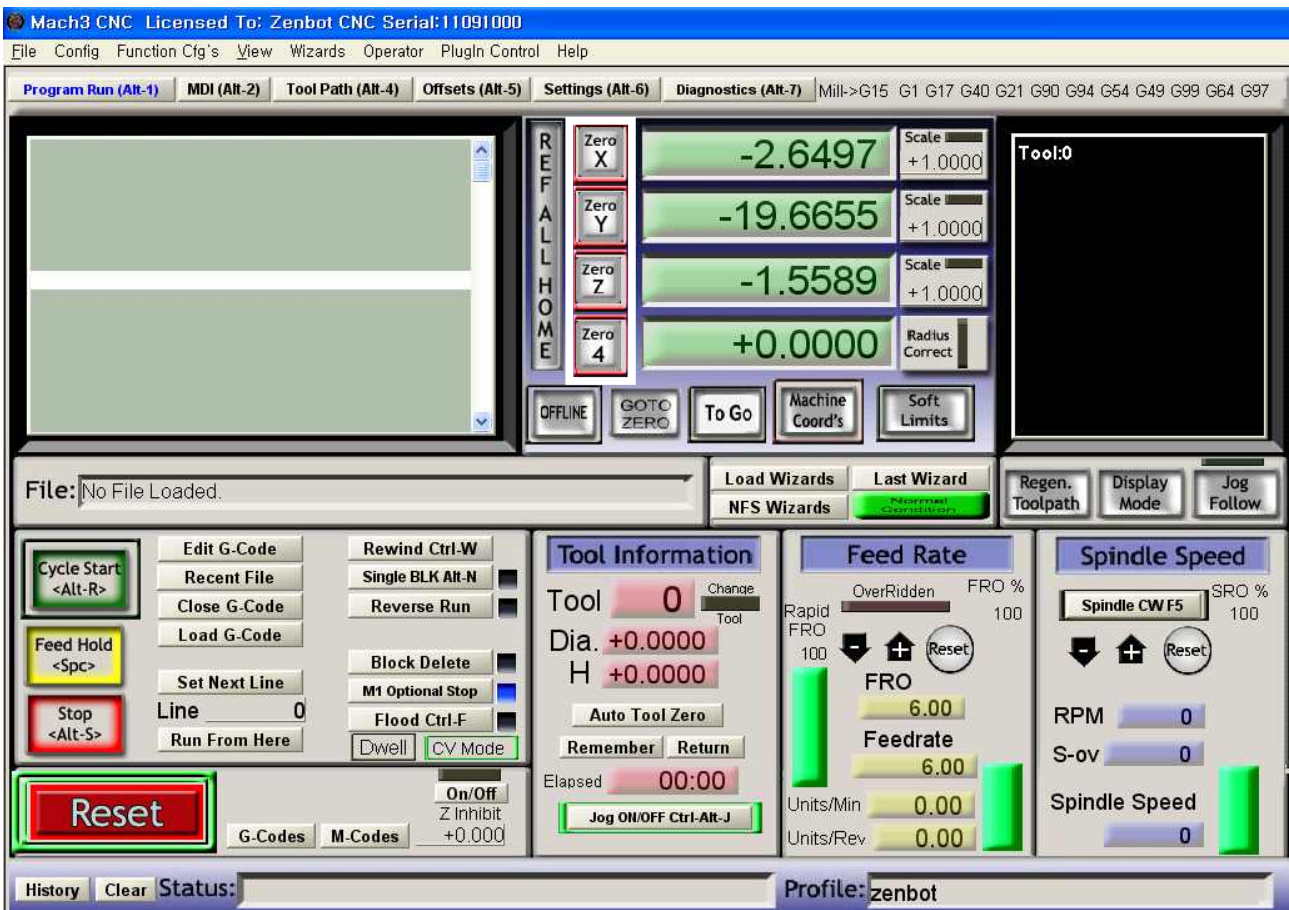 Mach3 CNC Licensed To: Zenbot CNC Serial:11091000
File Config Function Cfg's View Wizards Operator PlugIn Control Help
Program Run (Alt-1) MDI (Alt-2) Tool Path (Alt-4) Offsets (Alt-5) Settings (Alt-6) Diagnostics (Alt-7) Mill->G15 G1 G17 G40 G21 G90 G94 G54 G49 G99 G64 G97
REF ALL HOME
Zero X
-2.6497
Scale
+1.0000
Zero Y
-19.6655
Scale
+1.0000
Zero Z
-1.5589
Scale
+1.0000
Zero 4
+0.0000
Radius
Correct
OFFLINE
GOTO
ZERO
To Go
Machine
Coord's
Soft
Limits
Tool:0
File: No File Loaded.
Load Wizards Last Wizard
NFS Wizards Normal
Condition
Regen.
Toolpath
Display
Mode
Jog
Follow
Cycle Start
<Alt-R>
Feed Hold
<Spc>
Stop
<Alt-S>
Edit G-Code
Recent File
Close G-Code
Load G-Code
Set Next Line
Line 0
Run From Here
Rewind Ctrl-W
Single BLK Alt-N
Reverse Run
Block Delete
M1 Optional Stop
Flood Ctrl-F
Dwell CV Mode
Reset
G-Codes M-Codes
On/Off
Z Inhibit
+0.000
Tool Information
Tool 0 Change
Tool
Dia. +0.0000
H +0.0000
Auto Tool Zero
Remember Return
Elapsed 00:00
Jog ON/OFF Ctrl-Alt-J
Feed Rate
OverRidden FRO %
100
Rapid
FRO
100
Reset
FRO
6.00
Feedrate
6.00
Units/Min 0.00
Units/Rev 0.00
Spindle Speed
Spindle CW F5
SRO %
100
Reset
RPM 0
S-ov 0
Spindle Speed
0
History Clear Status:
Profile: zenbot